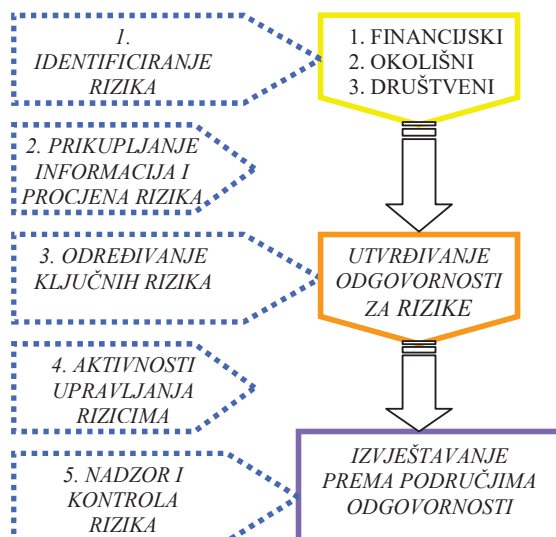 1.
IDENTIFICIRANJE
RIZIKA
1. FINANCIJSKI
2. OKOLIŠNI
3. DRUŠTVENI
2. PRIKUPLJANJE
INFORMACIJA I
PROCJENA RIZIKA
3. ODREĐIVANJE
KLJUČNIH RIZIKA
UTVRĐIVANJE
ODGOVORNOSTI
ZA RIZIKE
4. AKTIVNOSTI
UPRAVLJANJA
RIZICIMA
5. NADZOR I
KONTROLA
RIZIKA
IZVJEŠTAVANJE
PREMA PODRUČJIMA
ODGOVORNOSTI